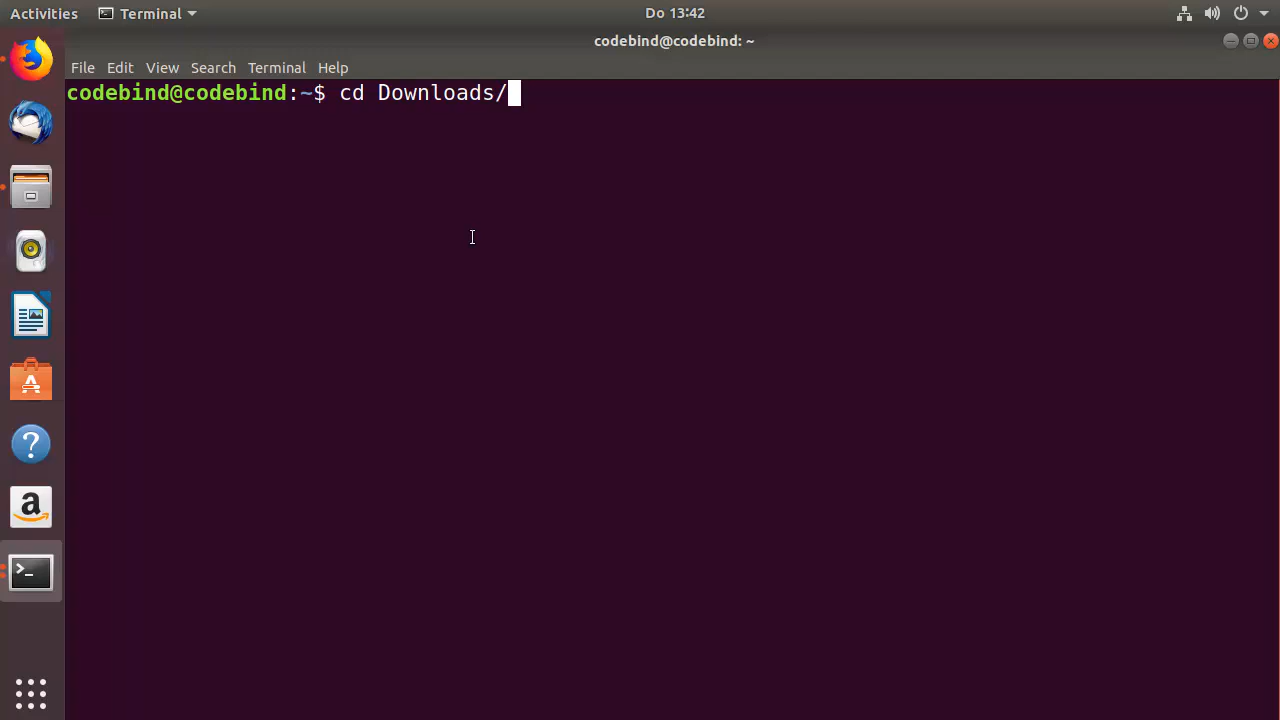 Activities Terminal Do 13:42
codebind@codebind: ~
File Edit View Search Terminal Help
codebind@codebind:~$ cd Downloads/